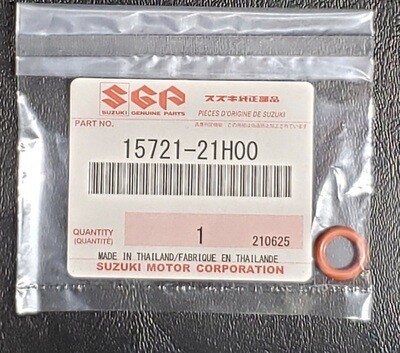 SGP
スズキ純正部品
SUZUKI GENUINE PARTS
PIÈCES D'ORIGINE DE SUZUKI
PART NO.
15721-21H00
QUANTITY
(QUANTITÉ)
1
210625
MADE IN THAILAND/FABRIQUE EN THAILANDE
SUZUKI MOTOR CORPORATION